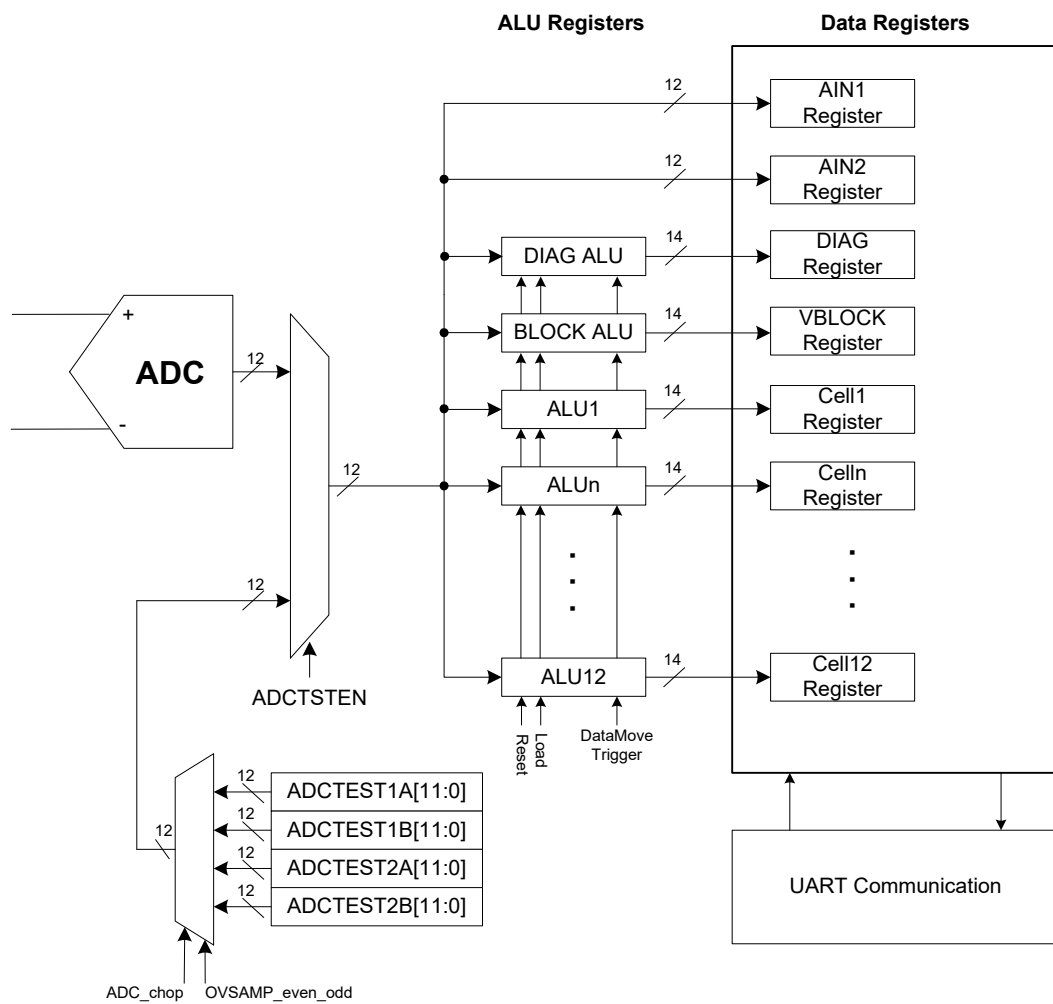 ALU Registers
Data Registers
12
AIN1
Register
12
AIN2
Register
DIAG ALU
14
DIAG
Register
BLOCK ALU
14
VBLOCK
Register
+
ADC
-
12
12
ALU1
14
Cell1
Register
ALUn
14
Celln
Register
. . .
. . .
12
ADCTSTEN
ALU12
14
Cell12
Register
Reset
Load
DataMove
Trigger
12
12
ADCTEST1A[11:0]
12
ADCTEST1B[11:0]
12
ADCTEST2A[11:0]
12
ADCTEST2B[11:0]
ADC_chop
OVSAMP_even_odd
UART Communication